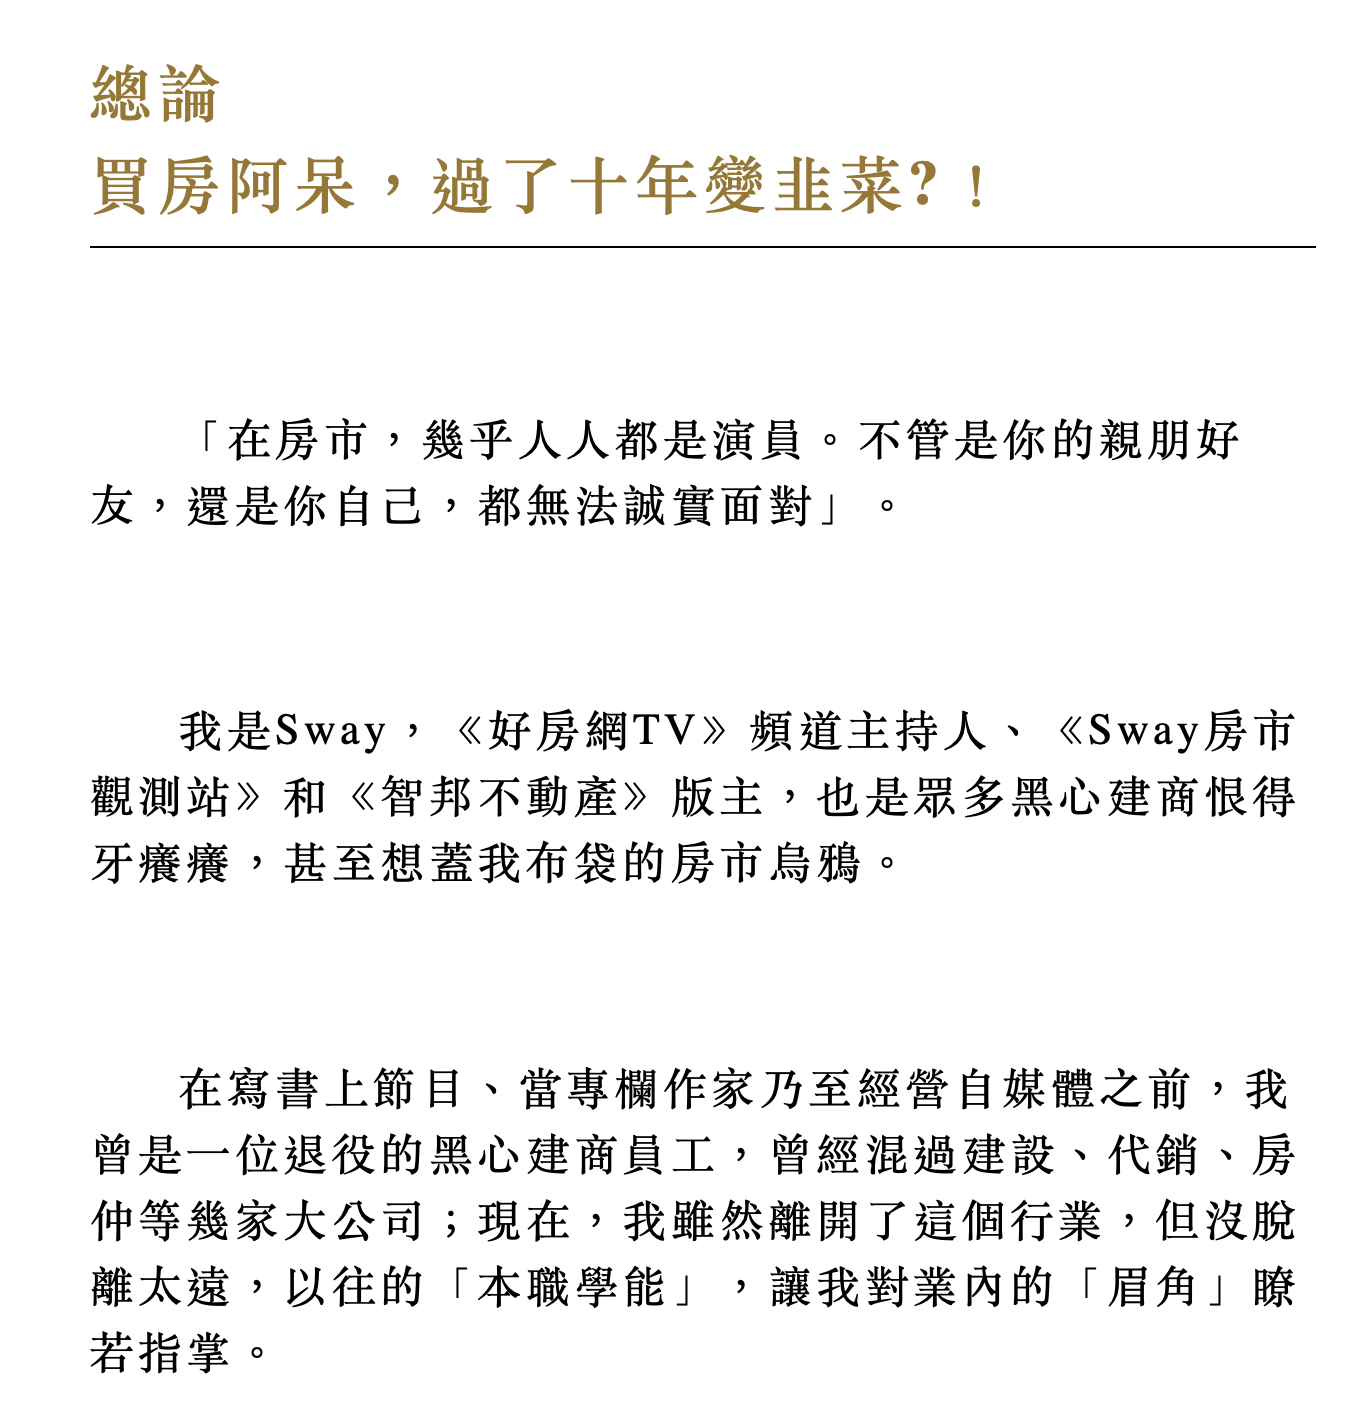 總論
買房阿呆，過了十年變韭菜?！
「在房市，幾乎人人都是演員。不管是你的親朋好
友，還是你自己，都無法誠實面對」。
我是Sway，《好房網TV》頻道主持人、《Sway房市
觀測站》和《智邦不動產》版主，也是眾多黑心建商恨得
牙癢癢，甚至想蓋我布袋的房市烏鴉。
在寫書上節目、當專欄作家乃至經營自媒體之前，我
曾是一位退役的黑心建商員工，曾經混過建設、代銷、房
仲等幾家大公司；現在，我雖然離開了這個行業，但沒脫
離太遠，以往的「本職學能」，讓我對業內的「眉角」瞭
若指掌。